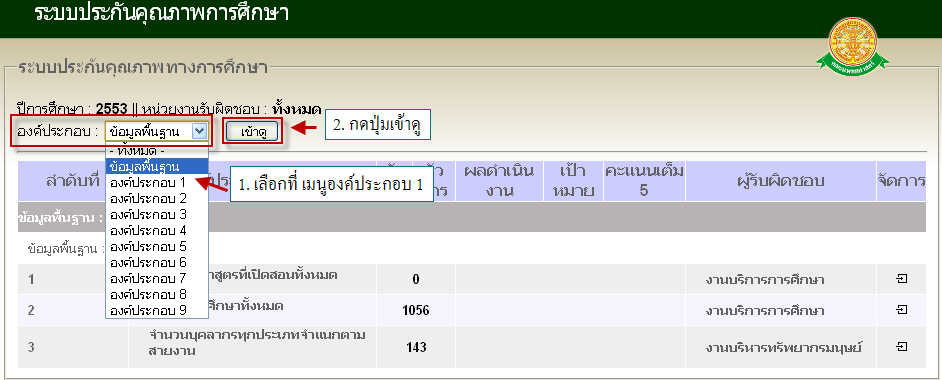 ระบบประกันคุณภาพการศึกษา
ระบบประกันคุณภาพทางการศึกษา
ปีการศึกษา : 2553 || หน่วยงานรับผิดชอบ : ทั้งหมด
องค์ประกอบ : ข้อมูลพื้นฐาน เข้าดู 2. กดปุ่มเข้าดู
- ทั้งหมด -
ข้อมูลพื้นฐาน
องค์ประกอบ 1
องค์ประกอบ 2
องค์ประกอบ 3
องค์ประกอบ 4
องค์ประกอบ 5
องค์ประกอบ 6
องค์ประกอบ 7
องค์ประกอบ 8
องค์ประกอบ 9
1. เลือกที่ เมนูองค์ประกอบ 1
ลำดับที่ ผลดำเนิน เป้า คะแนนเต็ม ผู้รับผิดชอบ จัดการ
งาน หมาย 5
ข้อมูลพื้นฐาน :
ข้อมูลพื้นฐาน :
1 สูตรที่เปิดสอนทั้งหมด 0 งานบริการการศึกษา
2 ศึกษาทั้งหมด 1056 งานบริการการศึกษา
3 จำนวนบุคลากรทุกประเภทจำแนกตาม 143 งานบริหารทรัพยากรมนุษย์
สายงาน